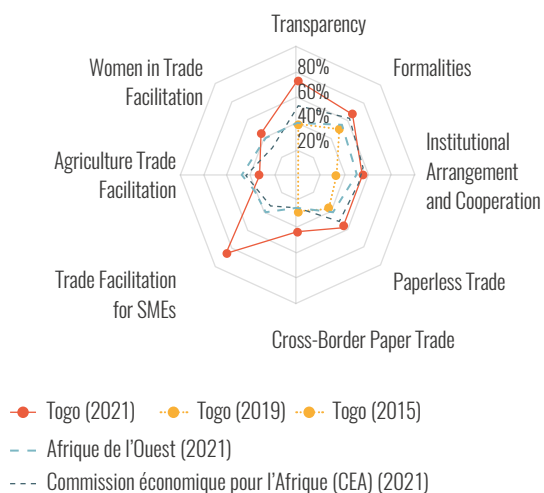 Transparency
80%
60%
40%
20%
Formalities
Women in Trade
Facilitation
Institutional
Arrangement
and Cooperation
Agriculture Trade
Facilitation
Trade Facilitation
for SMEs
Paperless Trade
Cross-Border Paper Trade
Togo (2021) Togo (2019) Togo (2015)
Afrique de l’Ouest (2021)
Commission économique pour l’Afrique (CEA) (2021)